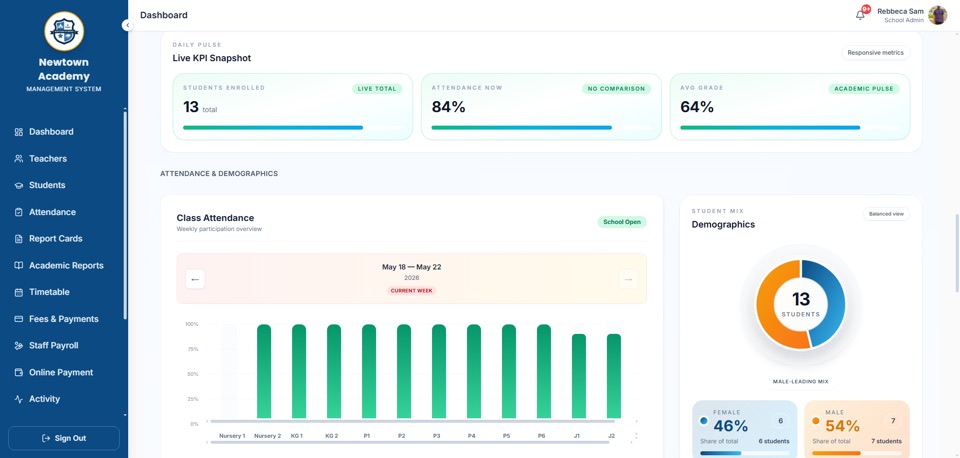 Newtown
Academy
MANAGEMENT SYSTEM
Dashboard
Teachers
Students
Attendance
Report Cards
Academic Reports
Timetable
Fees & Payments
Staff Payroll
Online Payment
Activity
Sign Out
Dashboard
9+
Rebbeca Sam
School Admin
DAILY PULSE
Live KPI Snapshot
Responsive metrics
STUDENTS ENROLLED
LIVE TOTAL
13 total
ATTENDANCE NOW
NO COMPARISON
84%
AVG GRADE
ACADEMIC PULSE
64%
ATTENDANCE & DEMOGRAPHICS
Class Attendance
Weekly participation overview
School Open
←
May 18 — May 22
2026
CURRENT WEEK
→
100%
75%
50%
25%
0%
Nursery 1 Nursery 2 KG 1 KG 2 P1 P2 P3 P4 P5 P6 J1 J2
STUDENT MIX
Demographics
Balanced view
13
STUDENTS
MALE-LEADING MIX
FEMALE
46%
6
Share of total 6 students
MALE
54%
7
Share of total 7 students